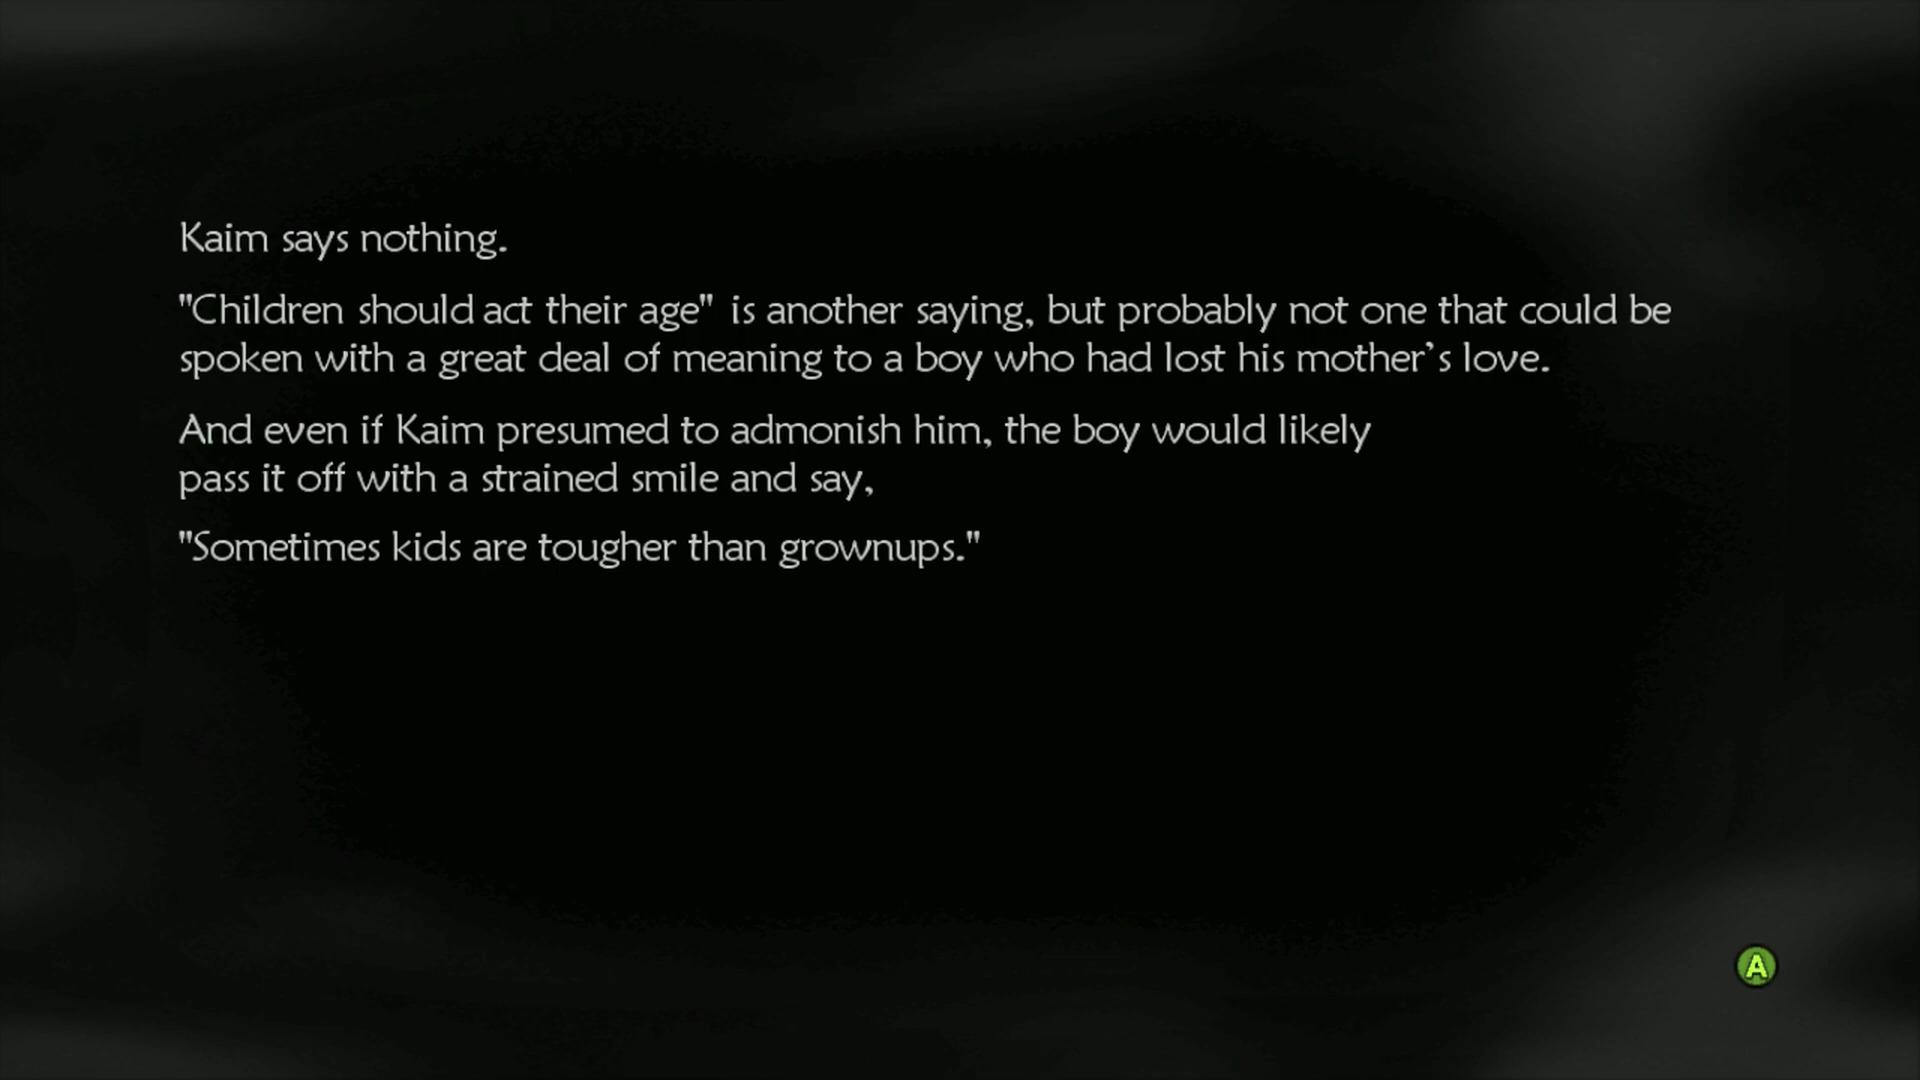 Kaim says nothing.
"Children should act their age" is another saying, but probably not one that could be
spoken with a great deal of meaning to a boy who had lost his mother's love.
And even if Kaim presumed to admonish him, the boy would likely
pass it off with a strained smile and say,
"Sometimes kids are tougher than grownups."
A